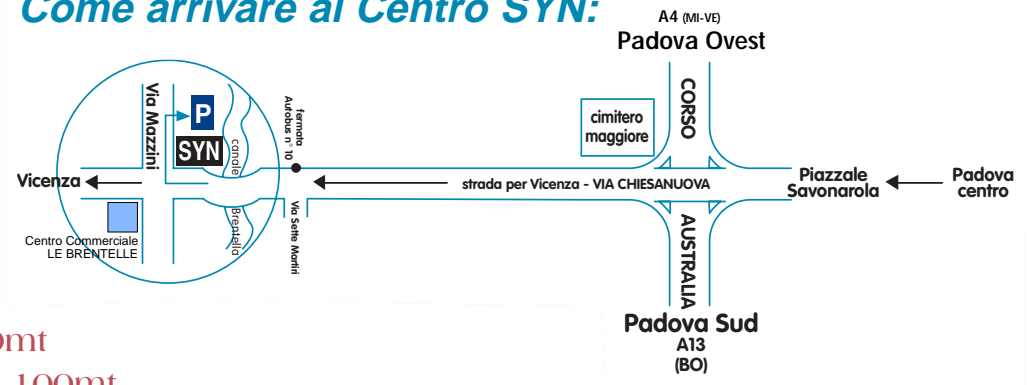 Come arrivare al Centro SYN:
A4 (MI-VE)
Padova Ovest
CORSO
cimitero
maggiore
Via Mazzini
P
SYN
canale
Brentella
fermata
Autobus n° 10
Vicenza
strada per Vicenza - VIA CHIESANUOVA
Piazzale
Savonarola
Padova
centro
Via Sette Martiri
Centro Commerciale
LE BRENTELLE
AUSTRALIA
Padova Sud
A13
(BO)
mt
100mt